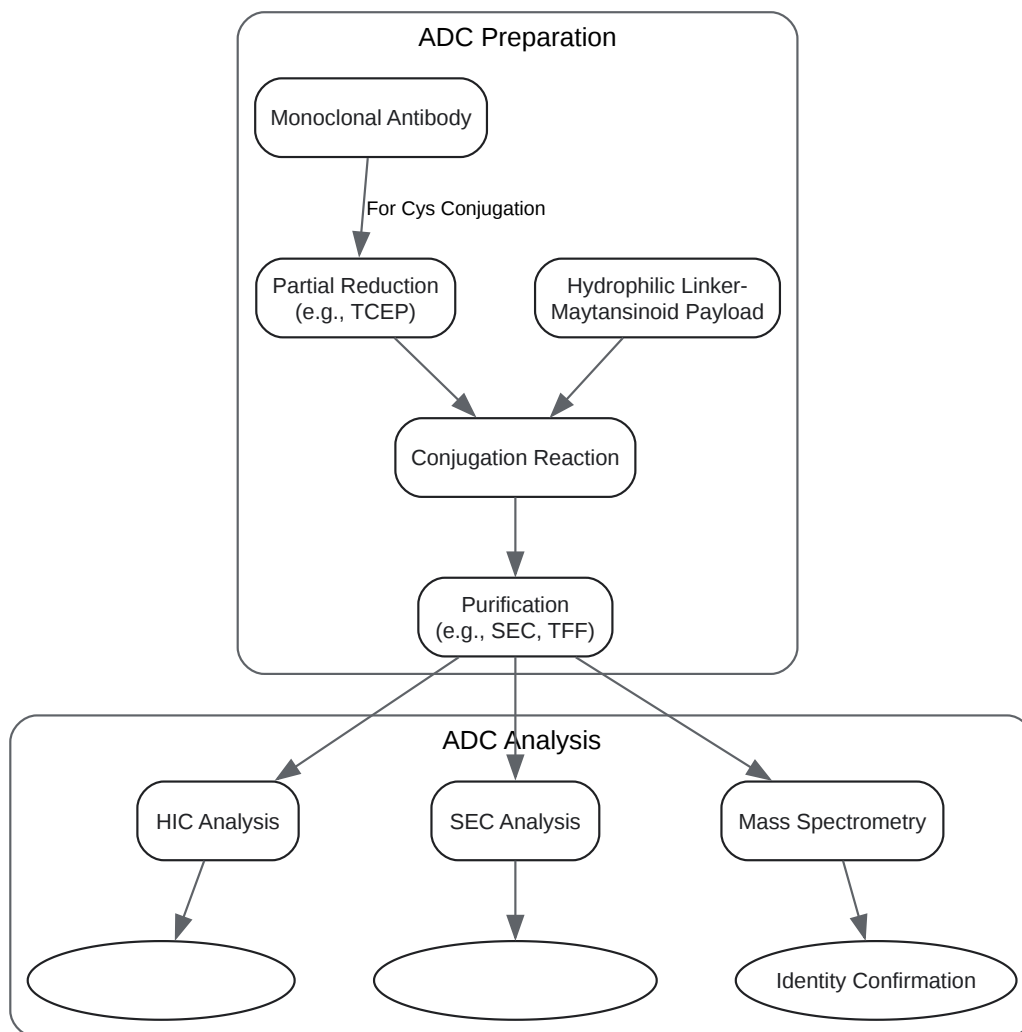 ADC Preparation
Monoclonal Antibody
For Cys Conjugation
Partial Reduction
(e.g., TCEP)
Hydrophilic Linker-
Maytansinoid Payload
Conjugation Reaction
Purification
(e.g., SEC, TFF)
ADC Analysis
HIC Analysis
SEC Analysis
Mass Spectrometry
Identity Confirmation